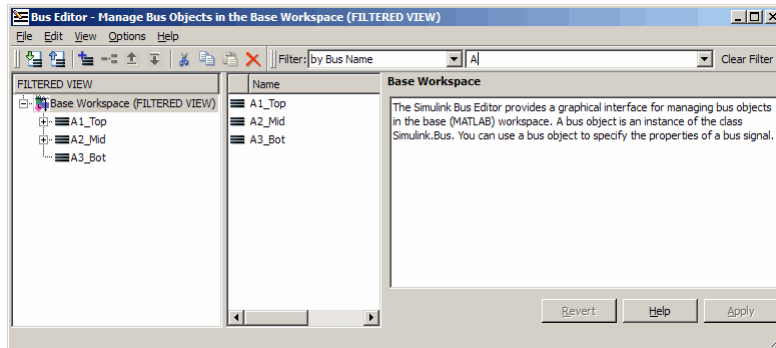 Bus Editor - Manage Bus Objects in the Base Workspace (FILTERED VIEW)
File Edit View Options Help
Filter: by Bus Name A Clear Filter
FILTERED VIEW
Base Workspace (FILTERED VIEW)
A1_Top
A2_Mid
A3_Bot
Name
A1_Top
A2_Mid
A3_Bot
Base Workspace
The Simulink Bus Editor provides a graphical interface for managing bus objects
in the base (MATLAB) workspace. A bus object is an instance of the class
Simulink.Bus. You can use a bus object to specify the properties of a bus signal.
Revert Help Apply